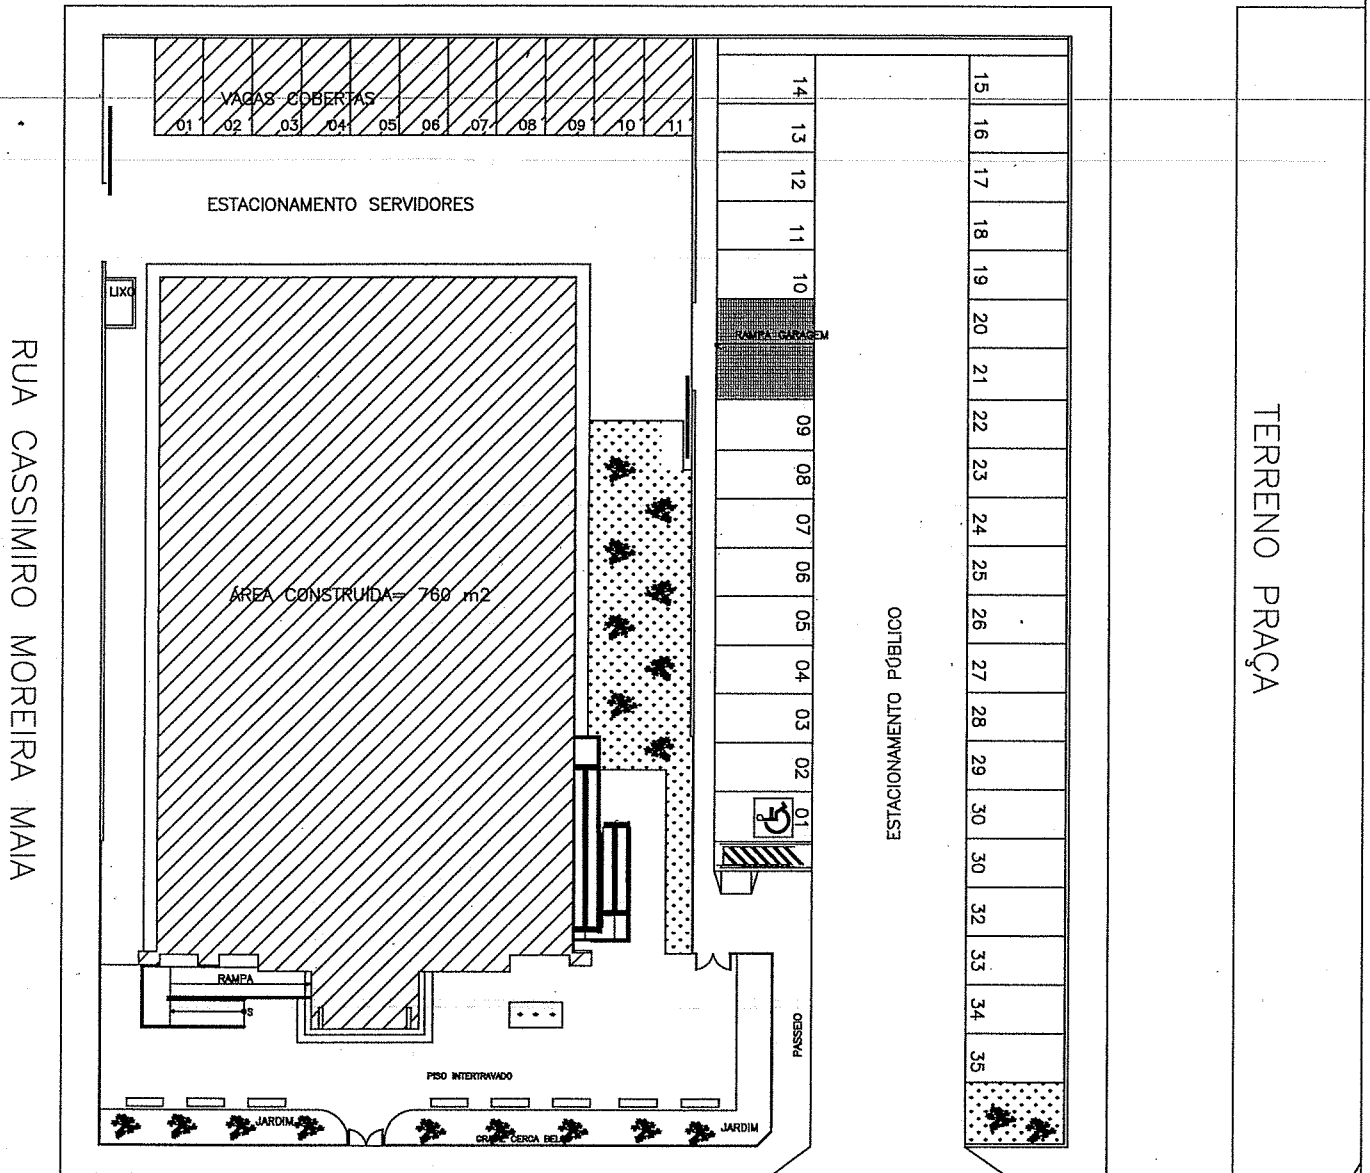 VAGAS COBERTAS
01 02 03 04 05 06 07 08 09 10 11
ESTACIONAMENTO SERVIDORES
LIXO
RUA CASSIMIRO MOREIRA MAIA
ÁREA CONSTRUÍDA= 760 m2
14
13
12
11
10
RAMPA GARAGEM
09
08
07
06
05
04
03
02
01
ESTACIONAMENTO PÚBLICO
15
16
17
18
19
20
21
22
23
24
25
26
27
28
29
30
30
32
33
34
35
TERRENO PRAÇA
RAMPA
S
PASSEIO
PISO INTERTRAVADO
JARDIM
CERCA
JARDIM